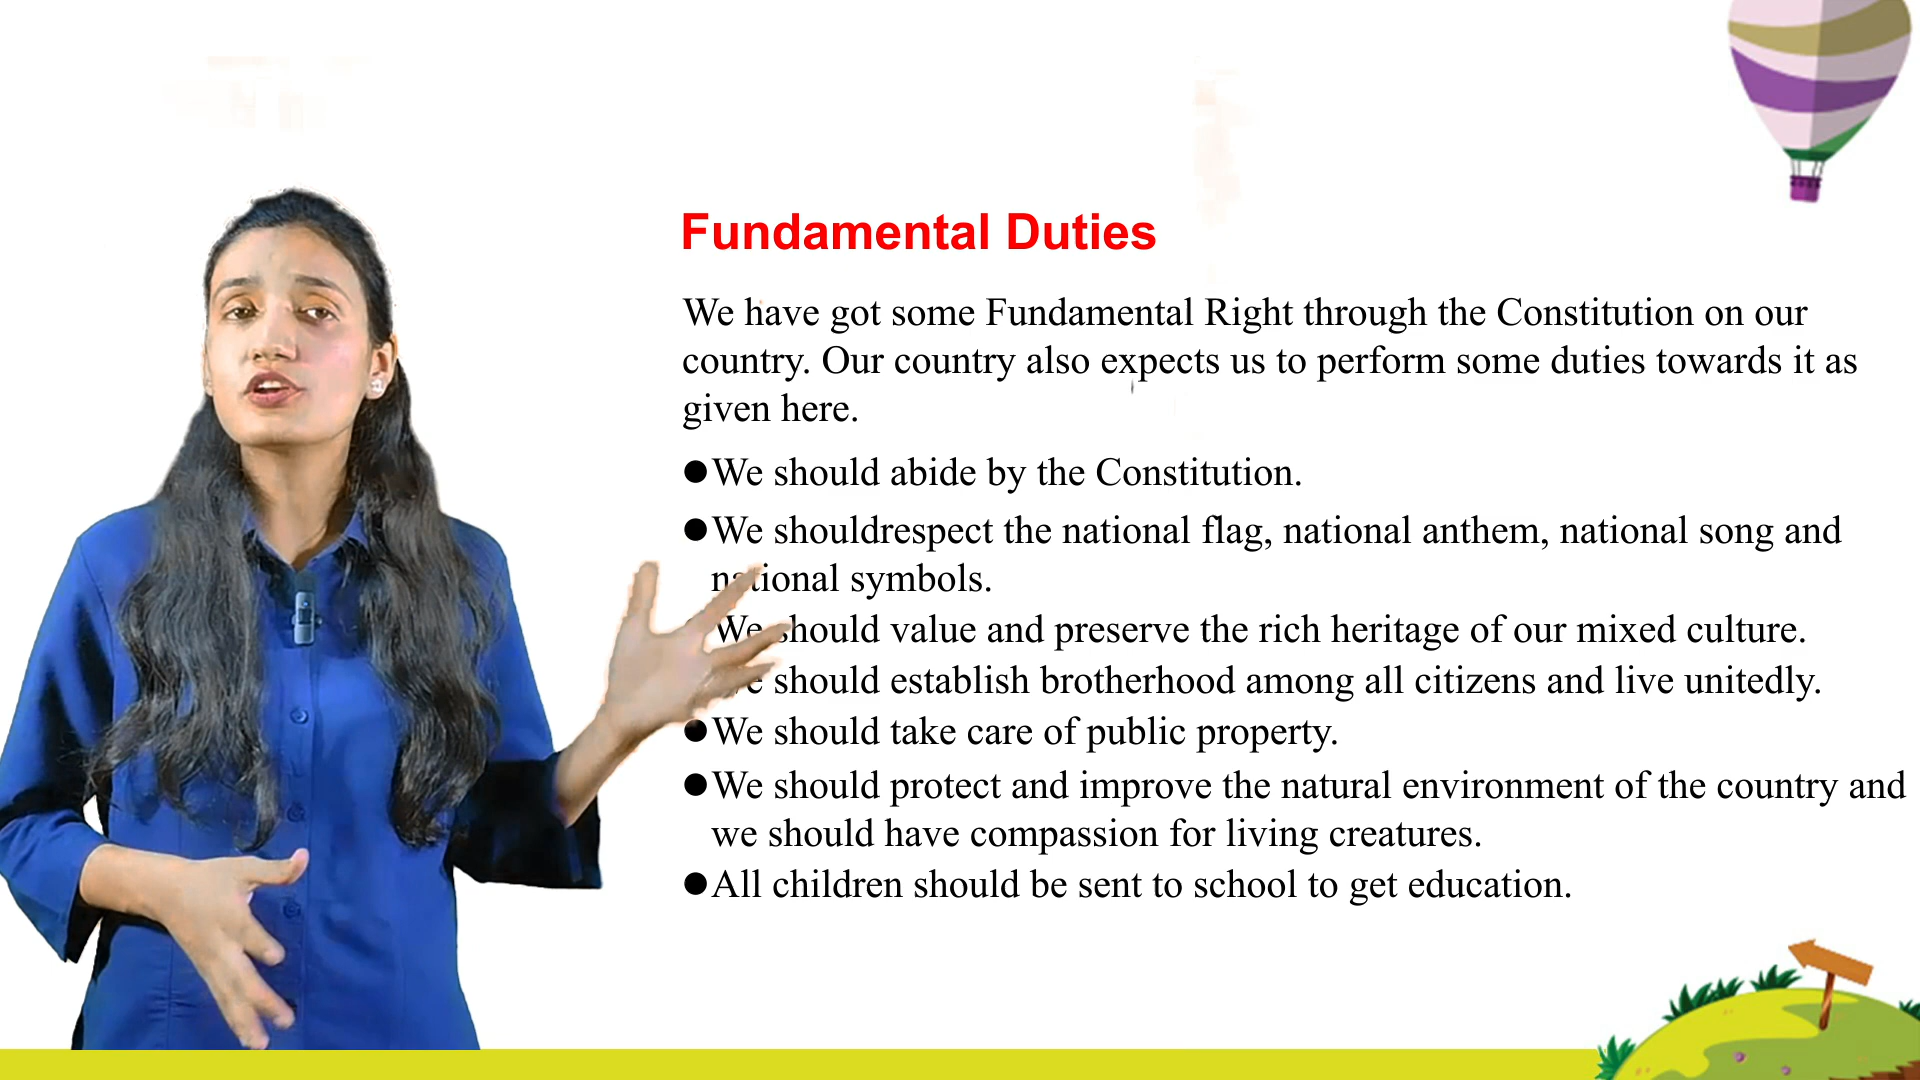 Fundamental Duties
We have got some Fundamental Right through the Constitution on our
country. Our country also expects us to perform some duties towards it as
given here.
●We should abide by the Constitution.
●We shouldrespect the national flag, national anthem, national song and
national symbols.
We should value and preserve the rich heritage of our mixed culture.
We should establish brotherhood among all citizens and live unitedly.
●We should take care of public property.
●We should protect and improve the natural environment of the country and
we should have compassion for living creatures.
●All children should be sent to school to get education.